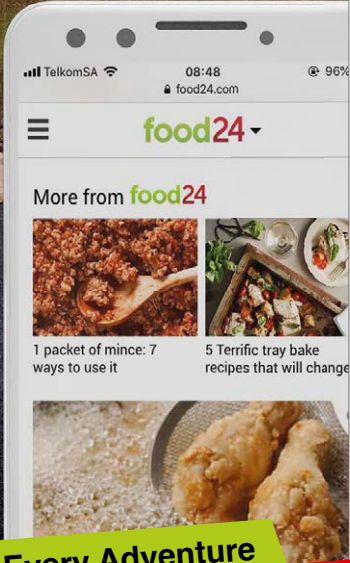 TelkomSA 08:48 96%
food24.com
food24
More from food24
1 packet of mince: 7
ways to use it
5 Terrific tray bake
recipes that will change
Every Adventure